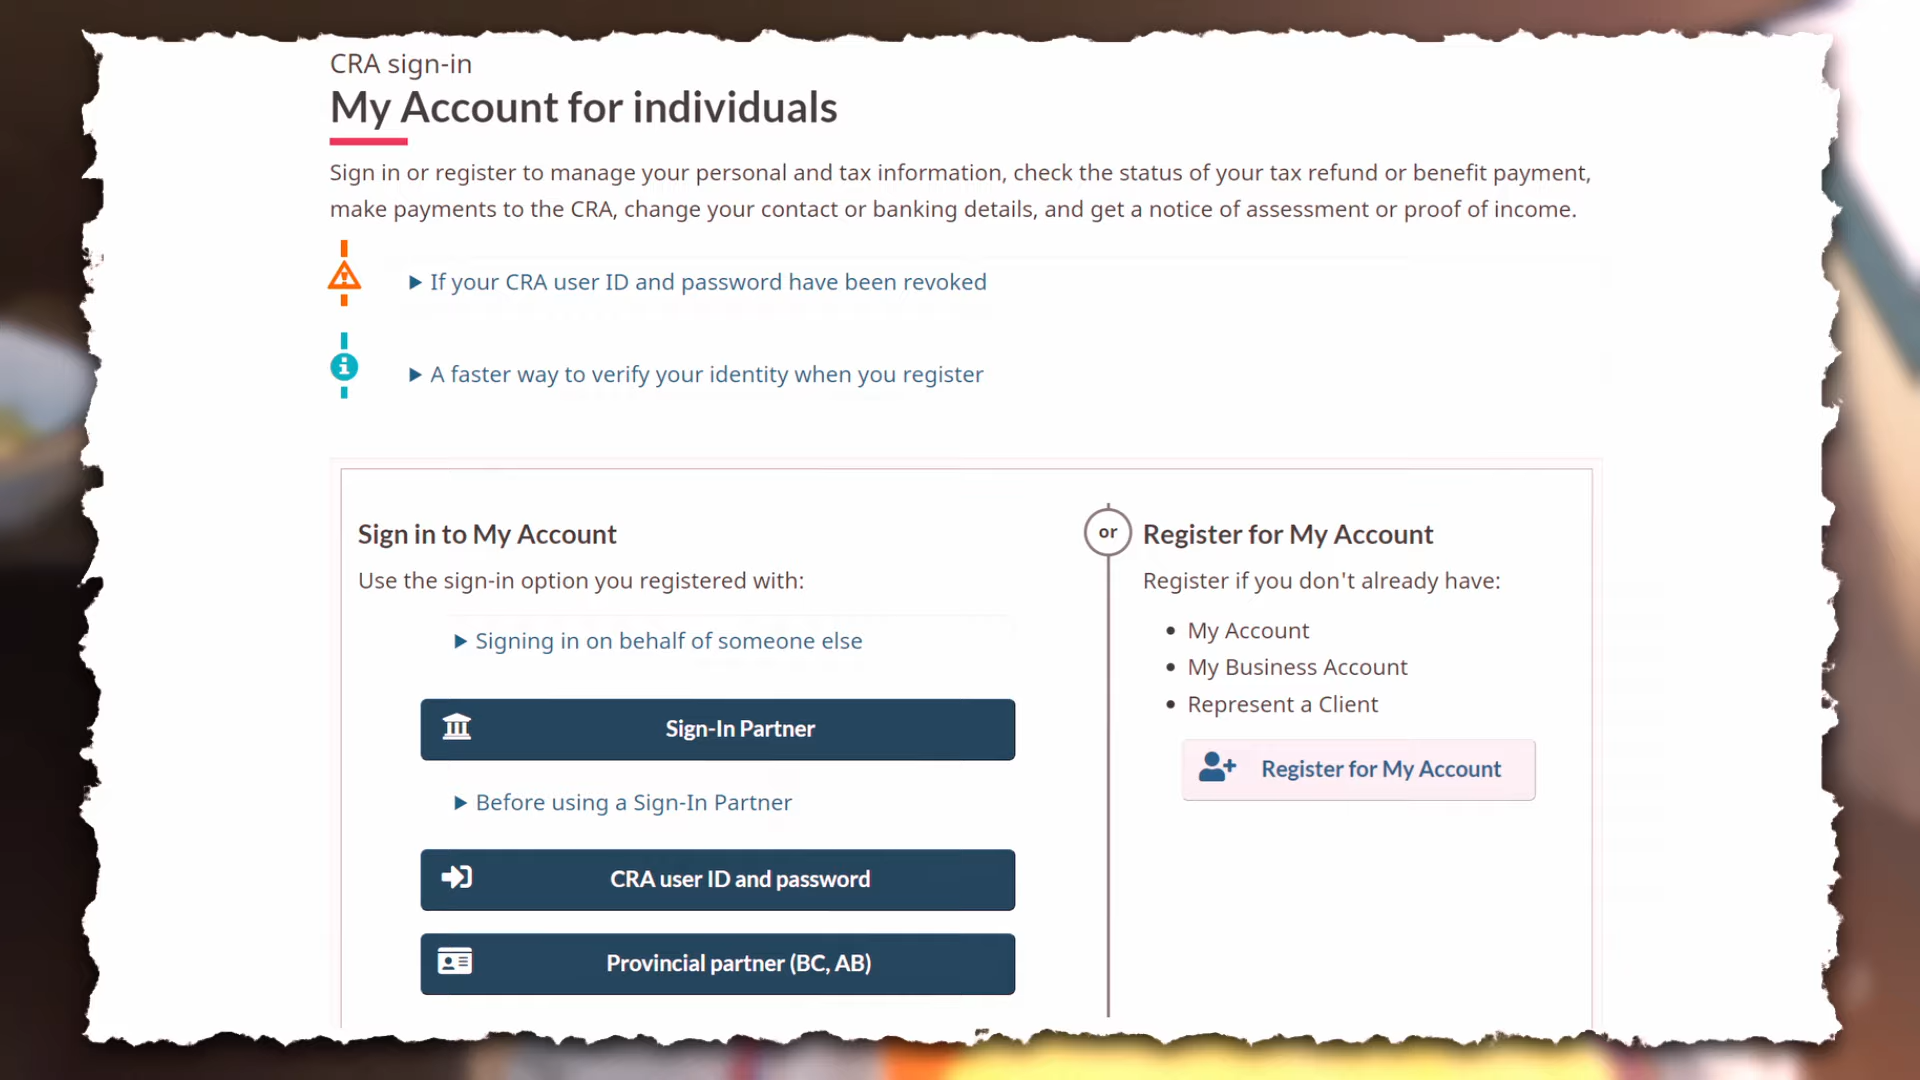 CRA sign-in
My Account for individuals
Sign in or register to manage your personal and tax information, check the status of your tax refund or benefit payment,
make payments to the CRA, change your contact or banking details, and get a notice of assessment or proof of income.
If your CRA user ID and password have been revoked
A faster way to verify your identity when you register
Sign in to My Account
Use the sign-in option you registered with:
Signing in on behalf of someone else
Sign-In Partner
Before using a Sign-In Partner
CRA user ID and password
Provincial partner (BC, AB)
or
Register for My Account
Register if you don't already have:
• My Account
• My Business Account
• Represent a Client
Register for My Account